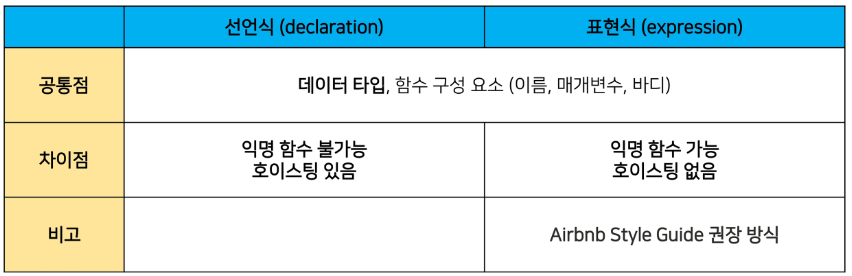 선언식 (declaration) 표현식 (expression)
공통점 데이터 타입, 함수 구성 요소 (이름, 매개변수, 바디)
차이점 익명 함수 불가능 익명 함수 가능
호이스팅 있음 호이스팅 없음
비고 Airbnb Style Guide 권장 방식